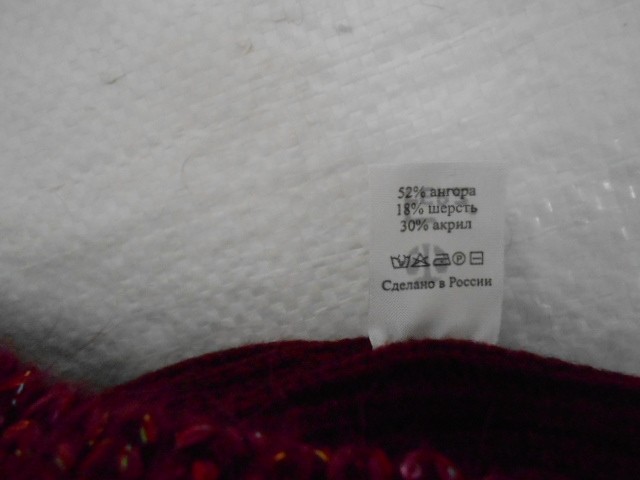 52% ангора
18% шерсть
30% акрил
Сделано в России